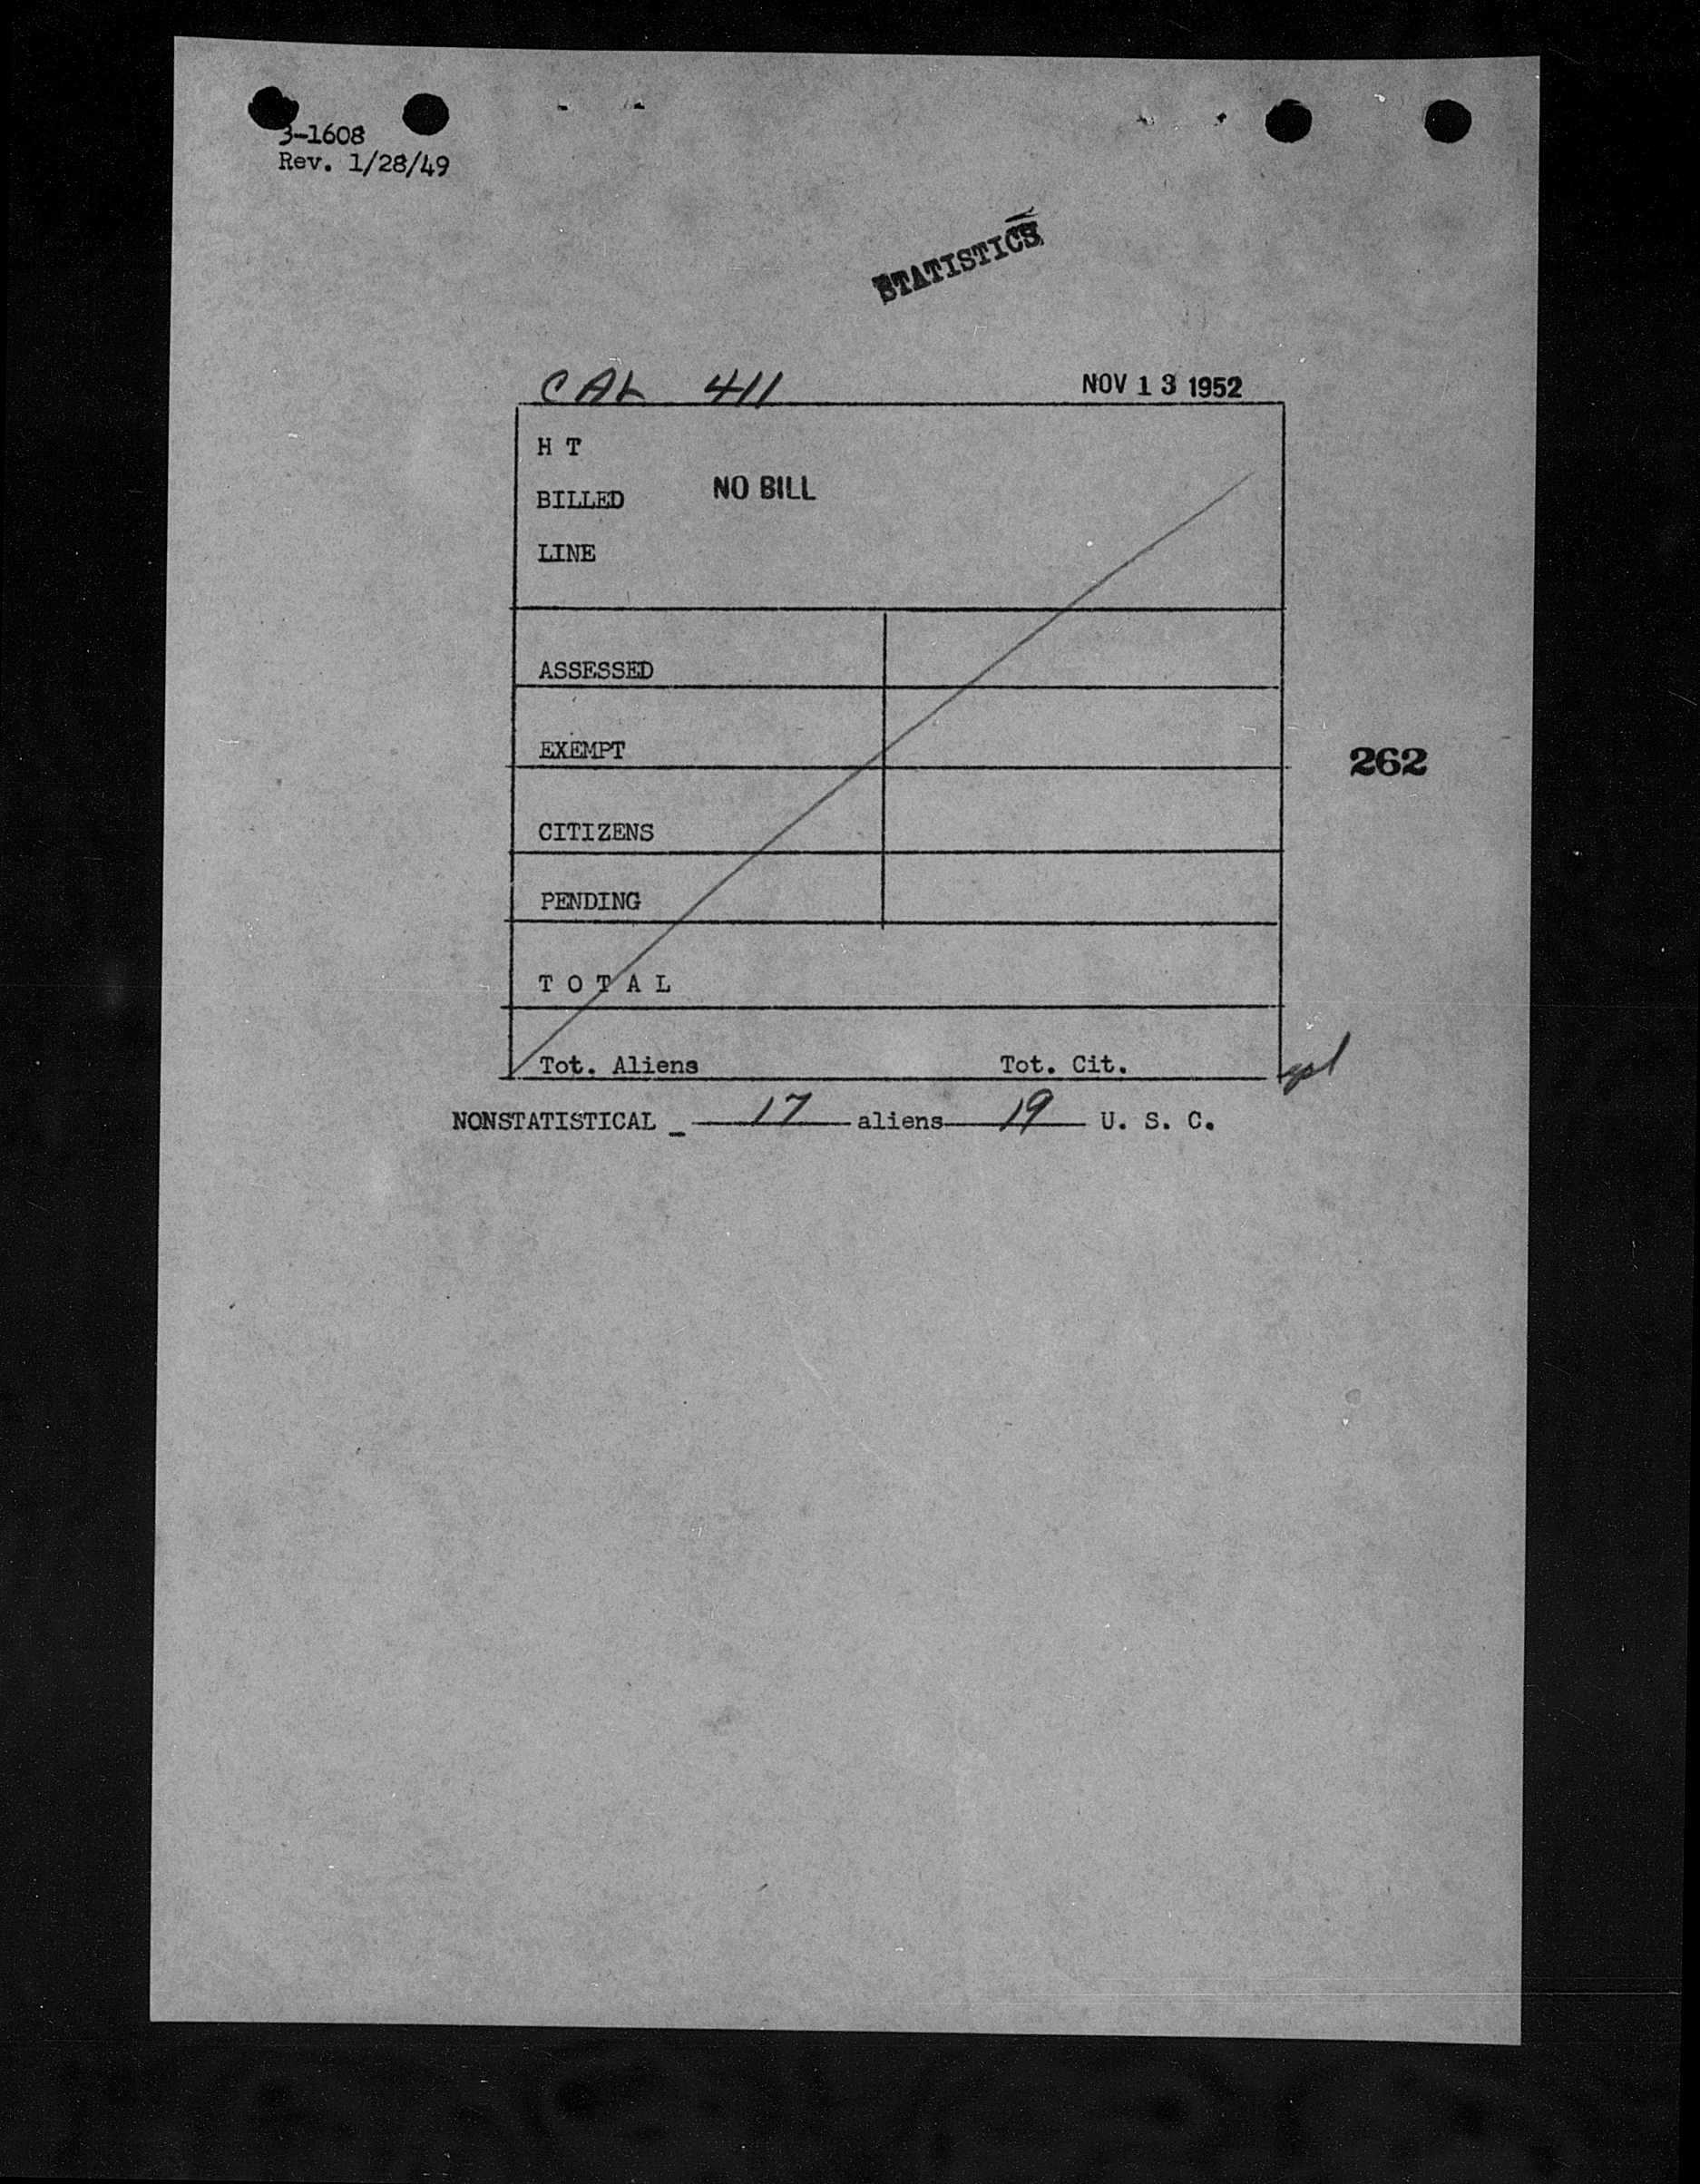 3-1608
Rev. 1/28/49
STATISTICS
CAL 411 NOV 13 1952
H T
BILLED NO BILL
LINE
ASSESSED
EXEMPT
262
CITIZENS
PENDING
T O T A L
Tot. Aliens Tot. Cit.
NONSTATISTICAL _ 17 aliens 19 U. S. C.